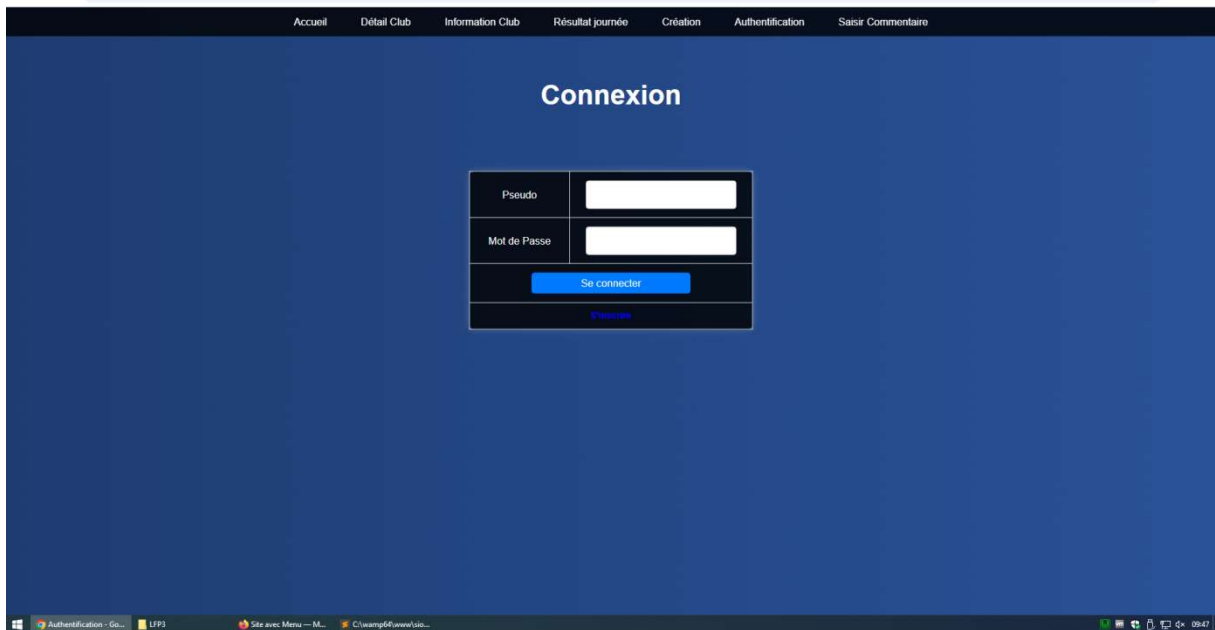 Accueil Détail Club Information Club Résultat journée Création Authentification Saisir Commentaire
Connexion
Pseudo
Mot de Passe
Se connecter
S'inscrire
Authentification - Go... LFP3 Site avec Menu — M... C:\wamp64\www\sio... 09:47